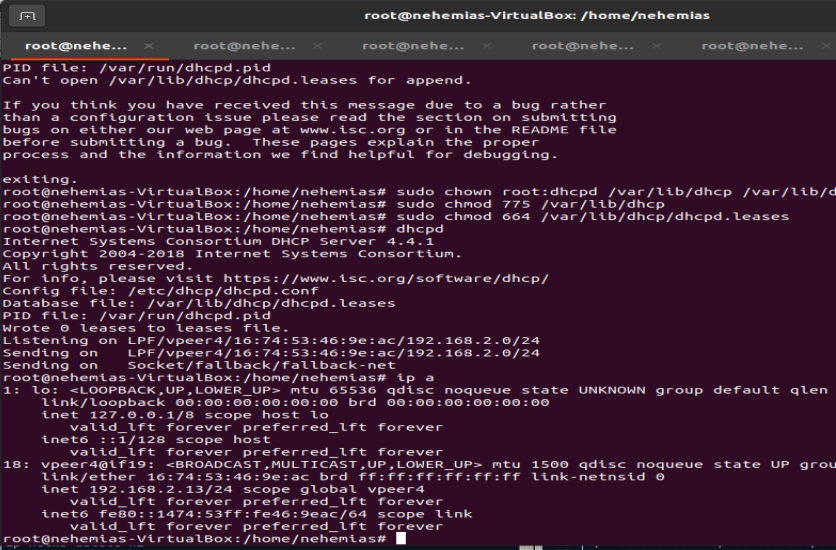 root@nehemias-VirtualBox: /home/nehemias
root@nehe... × root@nehe... × root@nehe... × root@nehe... × root@nehe... ×
PID file: /var/run/dhcpd.pid
Can't open /var/lib/dhcp/dhcpd.leases for append.
If you think you have received this message due to a bug rather
than a configuration issue please read the section on submitting
bugs on either our web page at www.isc.org or in the README file
before submitting a bug.  These pages explain the proper
process and the information we find helpful for debugging.
exiting.
root@nehemias-VirtualBox:/home/nehemias# sudo chown root:dhcpd /var/lib/dhcp /var/lib/d
root@nehemias-VirtualBox:/home/nehemias# sudo chmod 775 /var/lib/dhcp
root@nehemias-VirtualBox:/home/nehemias# sudo chmod 664 /var/lib/dhcp/dhcpd.leases
root@nehemias-VirtualBox:/home/nehemias# dhcpd
Internet Systems Consortium DHCP Server 4.4.1
Copyright 2004-2018 Internet Systems Consortium.
All rights reserved.
For info, please visit https://www.isc.org/software/dhcp/
Config file: /etc/dhcp/dhcpd.conf
Database file: /var/lib/dhcp/dhcpd.leases
PID file: /var/run/dhcpd.pid
Wrote 0 leases to leases file.
Listening on LPF/vpeer4/16:74:53:46:9e:ac/192.168.2.0/24
Sending on   LPF/vpeer4/16:74:53:46:9e:ac/192.168.2.0/24
Sending on   Socket/fallback/fallback-net
root@nehemias-VirtualBox:/home/nehemias# ip a
1: lo: <LOOPBACK,UP,LOWER_UP> mtu 65536 qdisc noqueue state UNKNOWN group default qlen
    link/loopback 00:00:00:00:00:00 brd 00:00:00:00:00:00
    inet 127.0.0.1/8 scope host lo
       valid_lft forever preferred_lft forever
    inet6 ::1/128 scope host
       valid_lft forever preferred_lft forever
18: vpeer4@if19: <BROADCAST,MULTICAST,UP,LOWER_UP> mtu 1500 qdisc noqueue state UP grou
    link/ether 16:74:53:46:9e:ac brd ff:ff:ff:ff:ff:ff link-netnsid 0
    inet 192.168.2.13/24 scope global vpeer4
       valid_lft forever preferred_lft forever
    inet6 fe80::1474:53ff:fe46:9eac/64 scope link
       valid_lft forever preferred_lft forever
root@nehemias-VirtualBox:/home/nehemias#